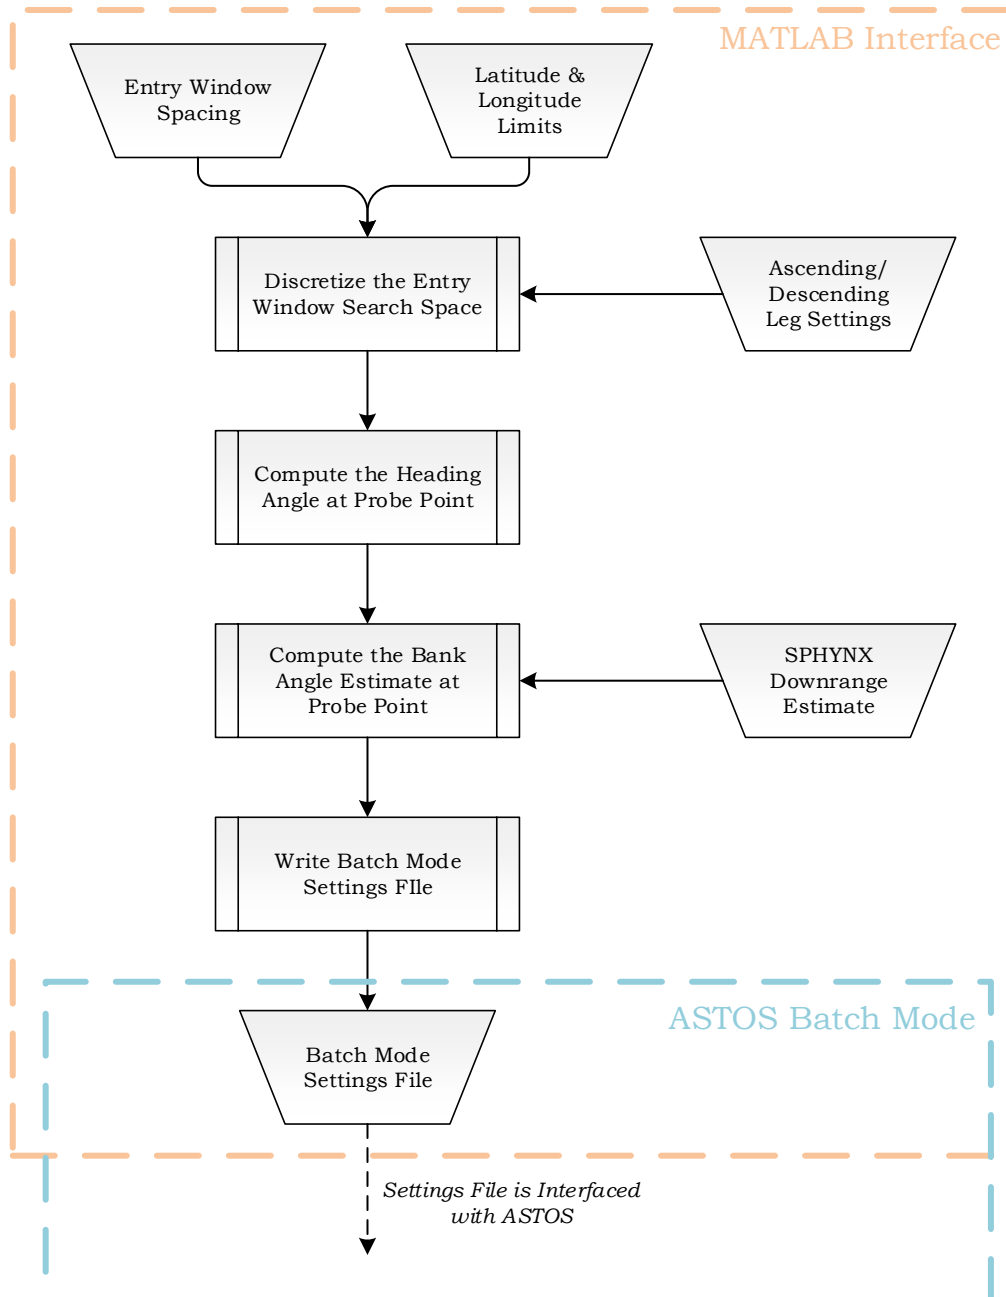 MATLAB Interface
Entry Window
Spacing
Latitude &
Longitude
Limits
Discretize the Entry
Window Search Space
Ascending/
Descending
Leg Settings
Compute the Heading
Angle at Probe Point
Compute the Bank
Angle Estimate at
Probe Point
SPHYNX
Downrange
Estimate
Write Batch Mode
Settings FIle
ASTOS Batch Mode
Batch Mode
Settings File
Settings File is Interfaced
with ASTOS